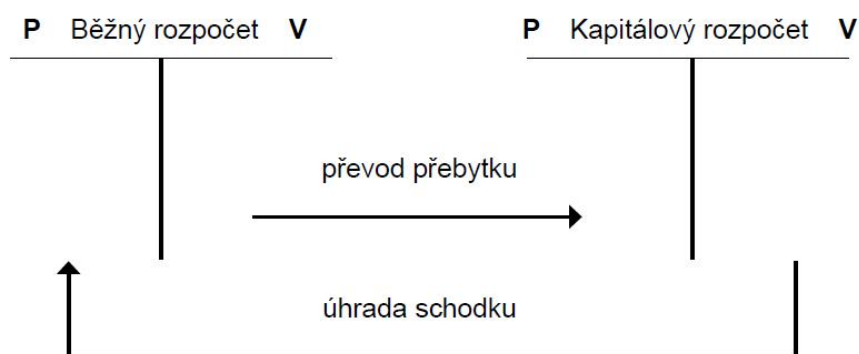 P Běžný rozpočet V
P Kapitálový rozpočet V
převod přebytku
úhrada schodku